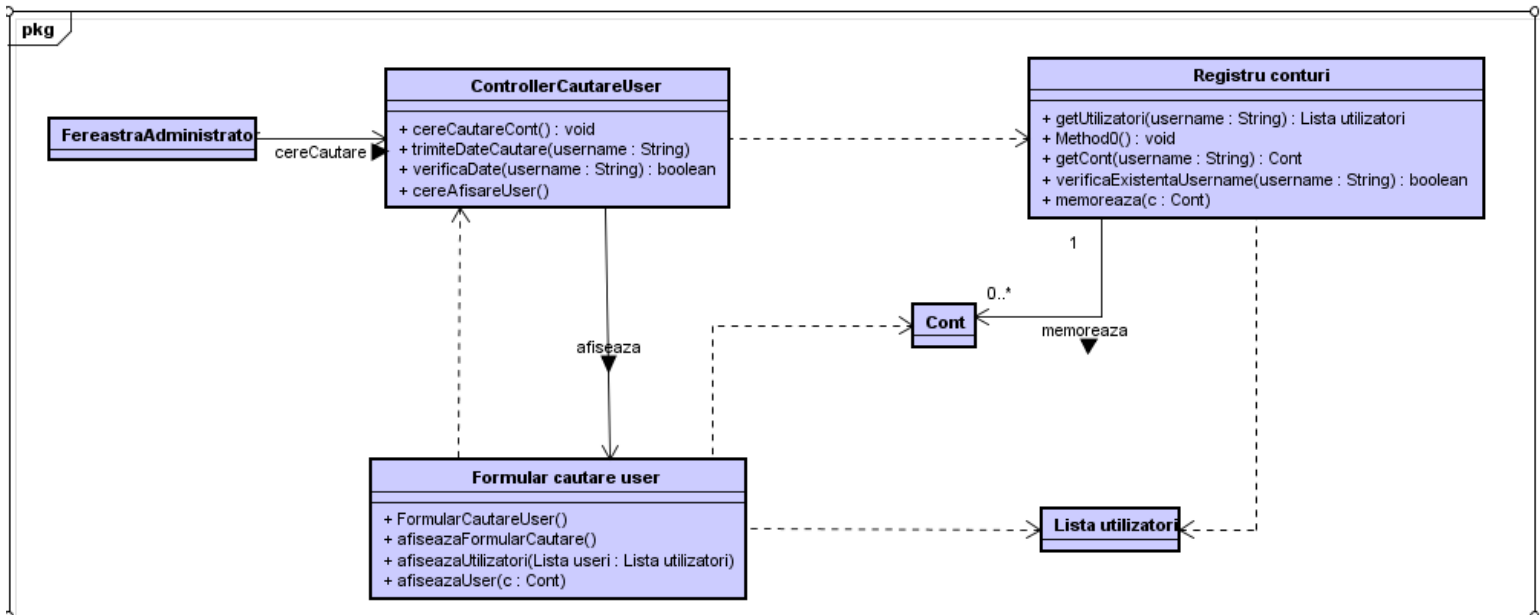 pkg
FereastraAdministrato
cereCautare
ControllerCautareUser
+ cereCautareCont() : void
+ trimiteDateCautare(username : String)
+ verificaDate(username : String) : boolean
+ cereAfisareUser()
Registru conturi
+ getUtilizatori(username : String) : Lista utilizatori
+ Method0() : void
+ getCont(username : String) : Cont
+ verificaExistentaUsername(username : String) : boolean
+ memoreaza(c : Cont)
1
0..*
Cont
memoreaza
afiseaza
Formular cautare user
+ FormularCautareUser()
+ afiseazaFormularCautare()
+ afiseazaUtilizatori(Lista useri : Lista utilizatori)
+ afiseazaUser(c : Cont)
Lista utilizatori